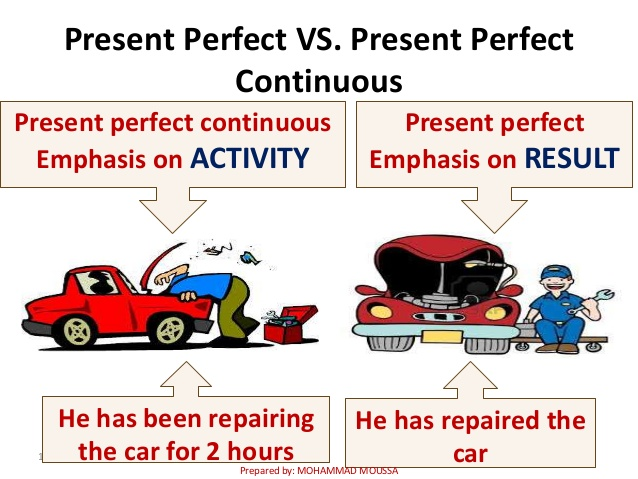 Present Perfect VS. Present Perfect
Continuous
Present perfect continuous
Emphasis on ACTIVITY
Present perfect
Emphasis on RESULT
He has been repairing
the car for 2 hours
He has repaired the
car
Prepared by: MOHAMMAD MOUSSA